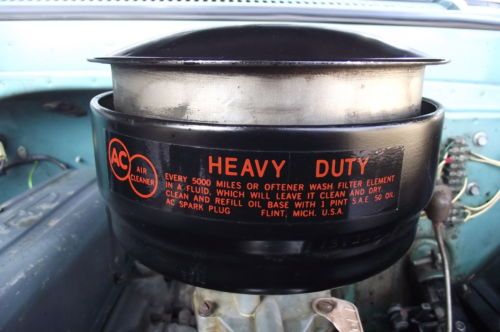 AC
AIR
CLEANER
HEAVY DUTY
EVERY 5000 MILES OR OFTENER WASH FILTER ELEMENT
IN A FLUID. WHICH WILL LEAVE IT CLEAN AND DRY
CLEAN AND REFILL OIL BASE WITH 1 PINT S.A.E. 50 OIL
AC SPARK PLUG FLINT, MICH. U.S.A.